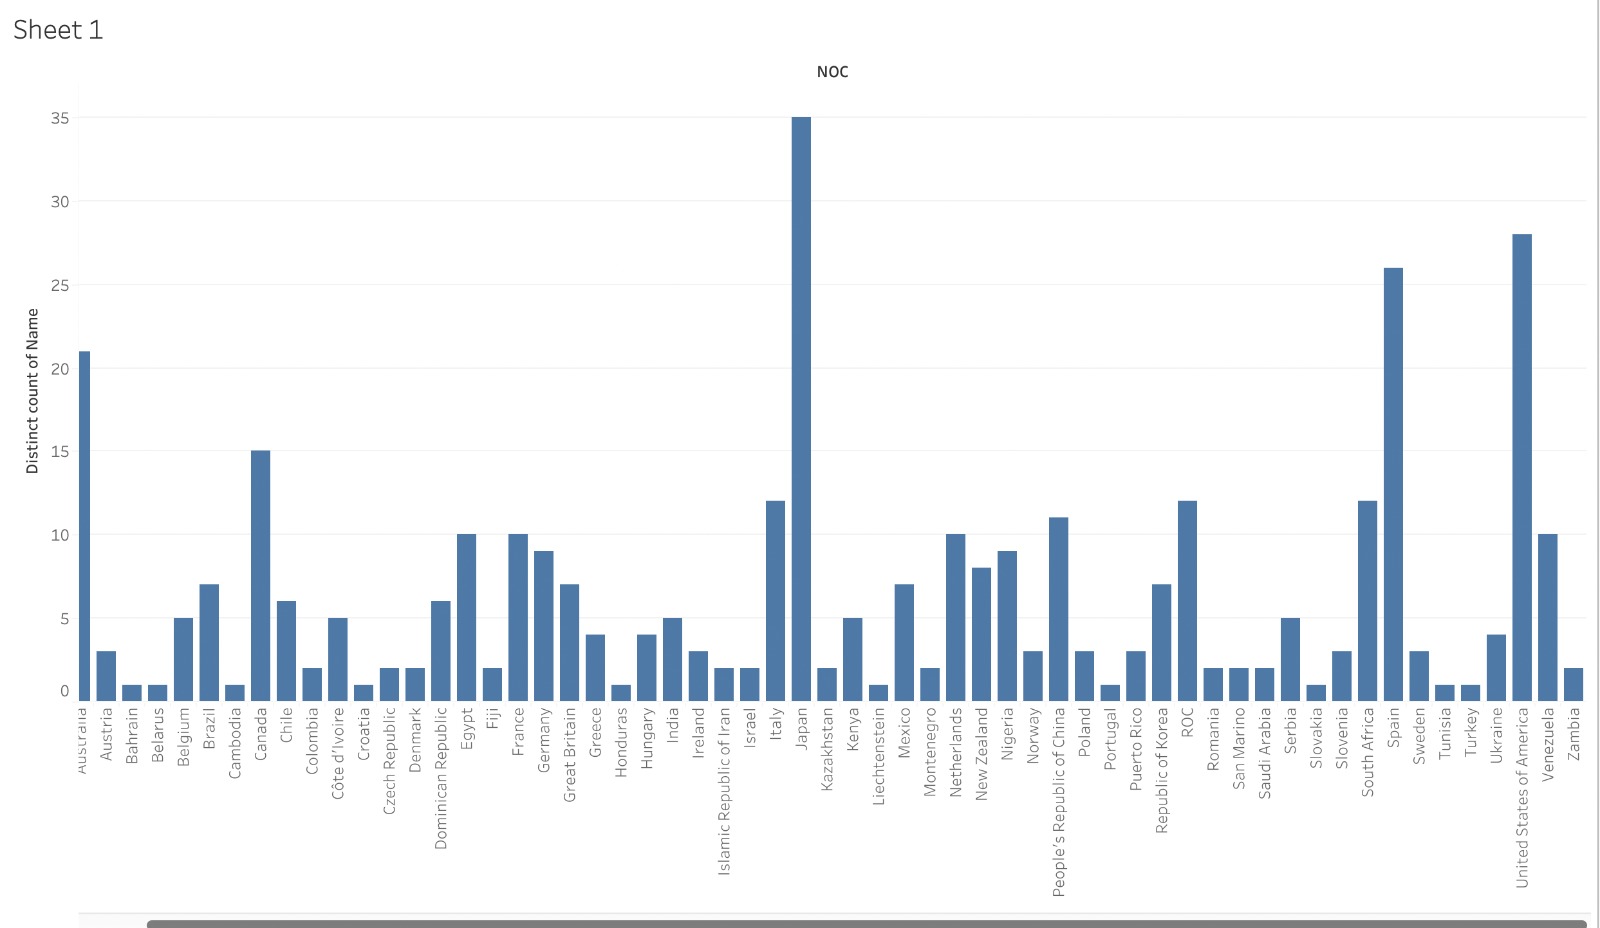 Sheet 1
NOC
Distinct count of Name
35
30
25
20
15
10
5
0
Australia
Austria
Bahrain
Belarus
Belgium
Brazil
Cambodia
Canada
Chile
Colombia
Côte d'Ivoire
Croatia
Czech Republic
Denmark
Dominican Republic
Egypt
Fiji
France
Germany
Great Britain
Greece
Honduras
Hungary
India
Ireland
Islamic Republic of Iran
Israel
Italy
Japan
Kazakhstan
Kenya
Liechtenstein
Mexico
Montenegro
Netherlands
New Zealand
Nigeria
Norway
People's Republic of China
Poland
Portugal
Puerto Rico
Republic of Korea
ROC
Romania
San Marino
Saudi Arabia
Serbia
Slovakia
Slovenia
South Africa
Spain
Sweden
Tunisia
Turkey
Ukraine
United States of America
Venezuela
Zambia